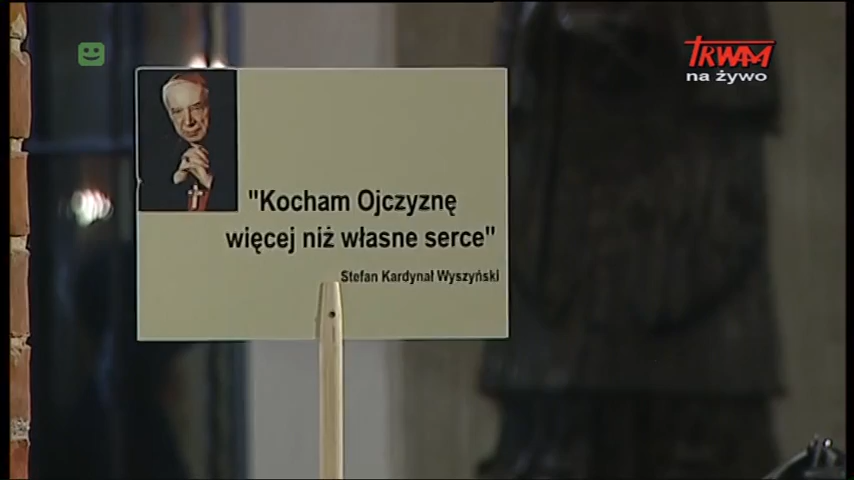 TRWAM
na żywo
"Kocham Ojczyznę
więcej niż własne serce"
Stefan Kardynał Wyszyński